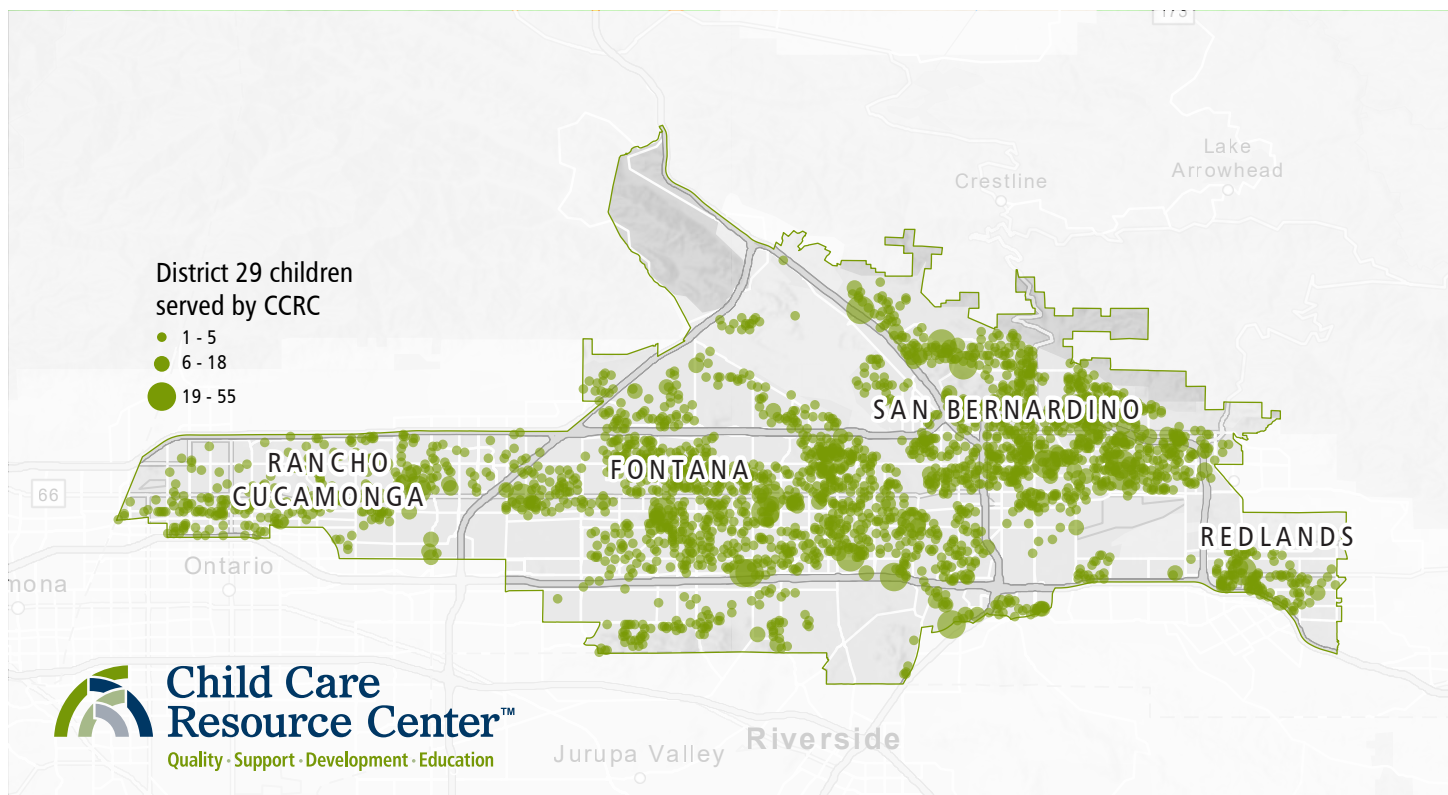 173
Lake
Arrowhead
Crestline
District 29 children
served by CCRC
1 - 5
6 - 18
19 - 55
SAN BERNARDINO
RANCHO
CUCAMONGA
FONTANA
66
REDLANDS
Ontario
mona
Child Care
Resource Center™
Quality · Support · Development · Education
Jurupa Valley
Riverside